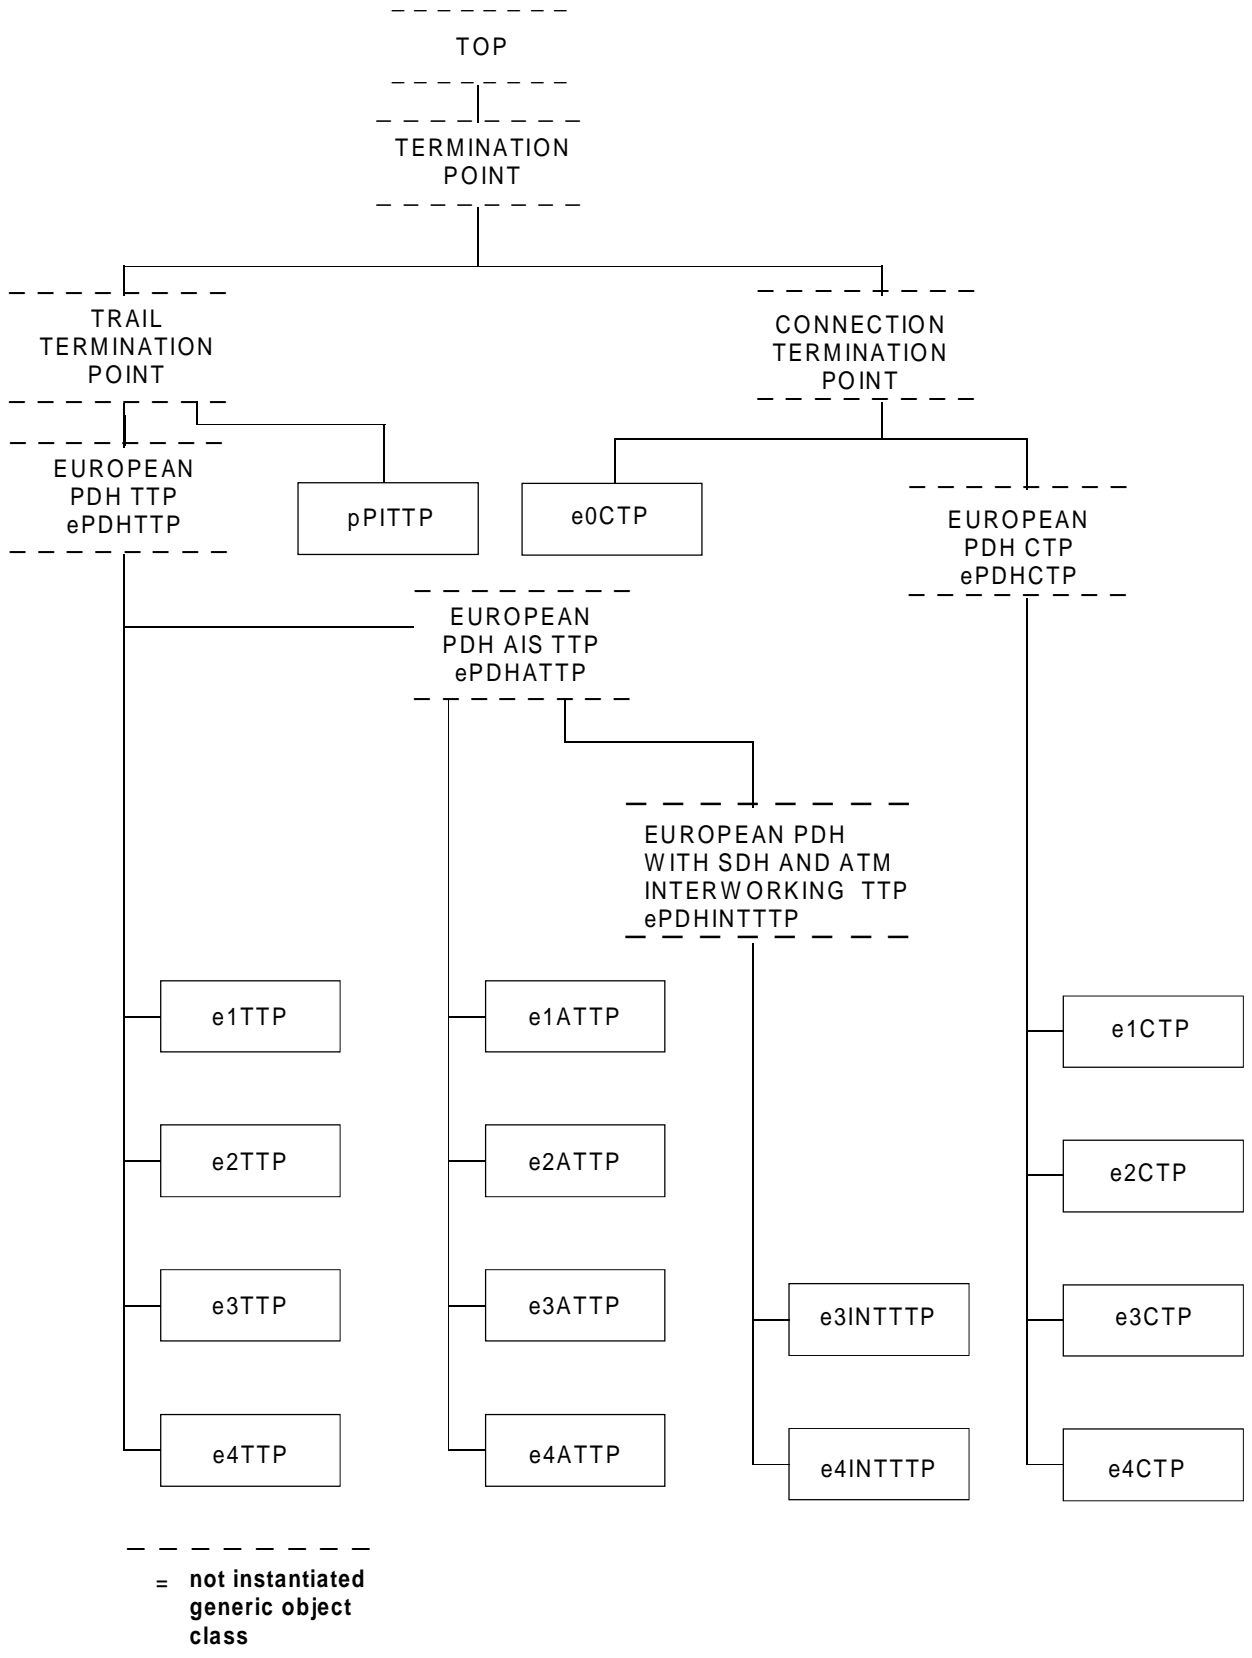 TOP
TERMINATION
POINT
TRAIL
TERMINATION
POINT
CONNECTION
TERMINATION
POINT
EUROPEAN
PDH TTP
ePDHTTP
pPITTP
e0CTP
EUROPEAN
PDH CTP
ePDHCTP
EUROPEAN
PDH AIS TTP
ePDHATTP
EUROPEAN PDH
WITH SDH AND ATM
INTERWORKING TTP
ePDHINTTTP
e1TTP
e1ATTP
e1CTP
e2TTP
e2ATTP
e2CTP
e3TTP
e3ATTP
e3INTTTP
e3CTP
e4TTP
e4ATTP
e4INTTTP
e4CTP
= not instantiated
generic object
class